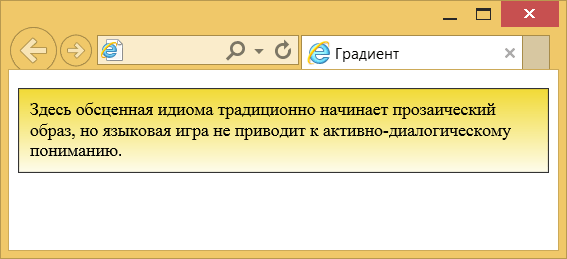 Градиент
Здесь обсценная идиома традиционно начинает прозаический
образ, но языковая игра не приводит к активно-диалогическому
пониманию.